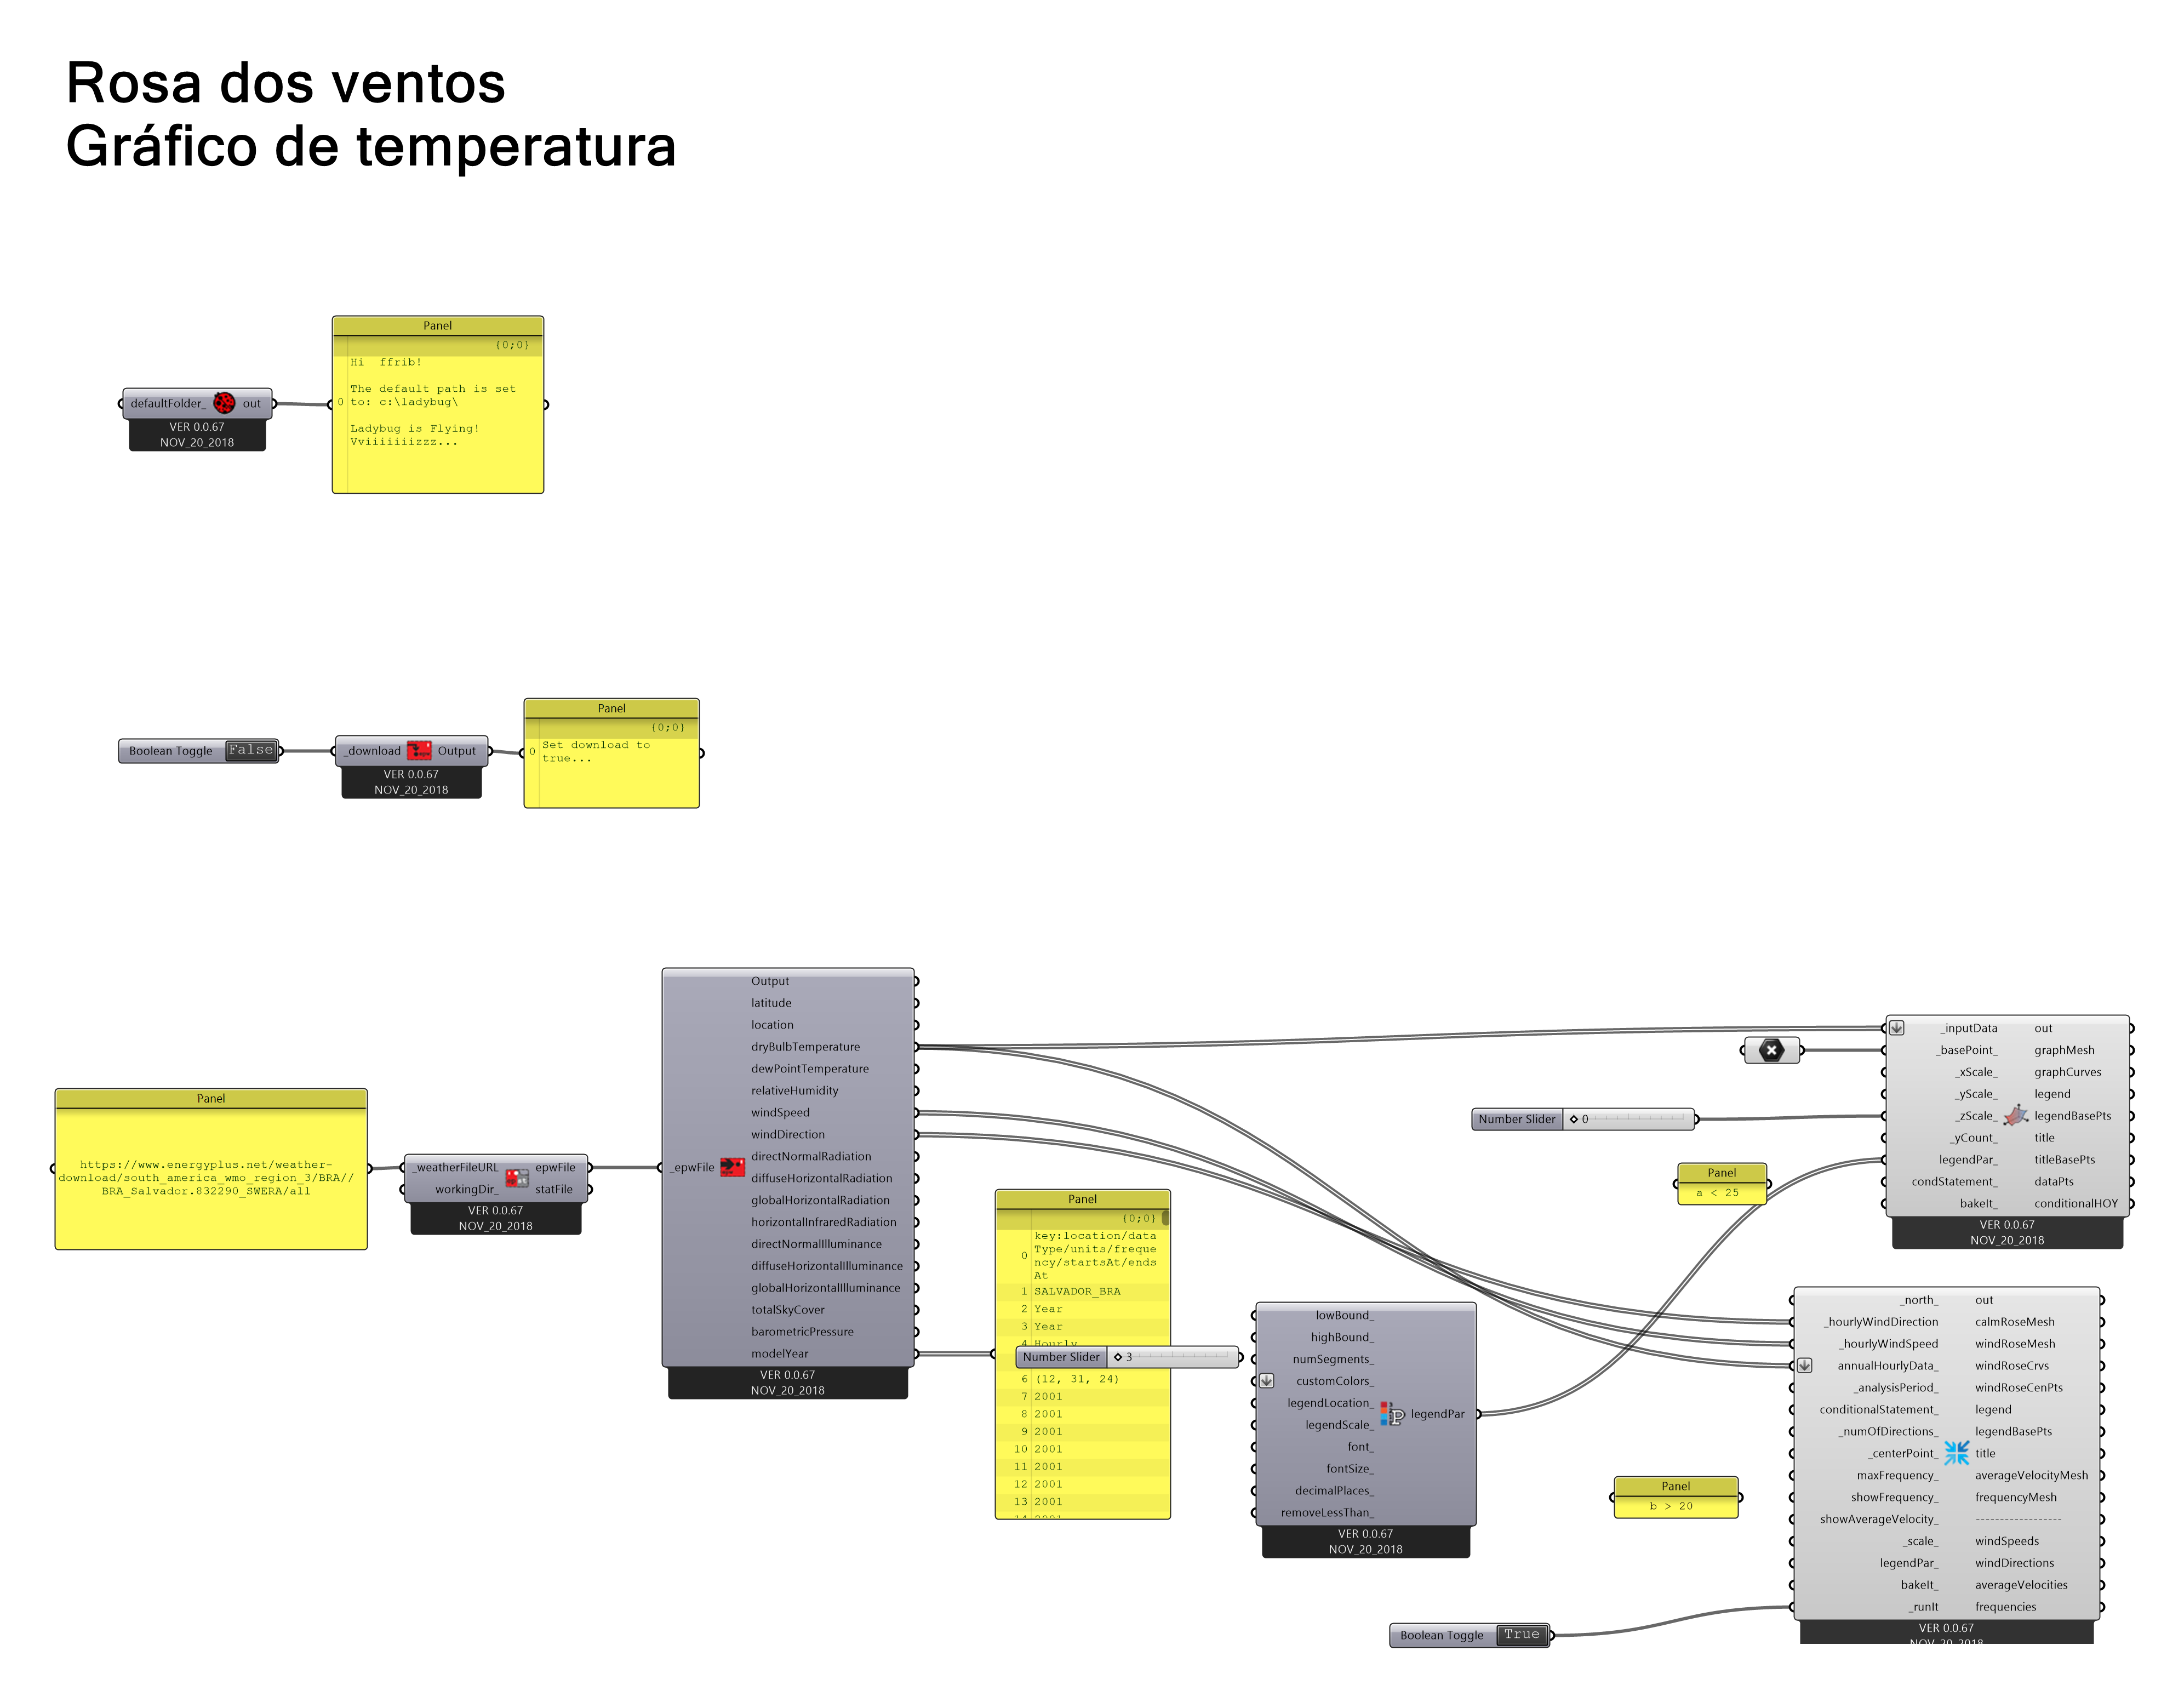 Rosa dos ventos
Gráfico de temperatura
Panel
{0;0}
0
Hi  ffrib!
The default path is set
to: c:\ladybug\
Ladybug is Flying!
Vviiiiiiizzz...
defaultFolder_ out
VER 0.0.67
NOV_20_2018
Panel
{0;0}
0
Set download to
true...
Boolean Toggle False
_download Output
VER 0.0.67
NOV_20_2018
Panel
https://www.energyplus.net/weather-
download/south_america_wmo_region_3/BRA//
BRA_Salvador.832290_SWERA/all
_weatherFileURL epwFile
workingDir_ statFile
VER 0.0.67
NOV_20_2018
_epwFile
Output
latitude
location
dryBulbTemperature
dewPointTemperature
relativeHumidity
windSpeed
windDirection
directNormalRadiation
diffuseHorizontalRadiation
globalHorizontalRadiation
horizontalInfraredRadiation
directNormalIlluminance
diffuseHorizontalIlluminance
globalHorizontalIlluminance
totalSkyCover
barometricPressure
modelYear
VER 0.0.67
NOV_20_2018
Panel
{0;0}
0
key:location/data
Type/units/freque
ncy/startsAt/ends
At
1 SALVADOR_BRA
2 Year
3 Year
4 Hourly
Number Slider 3
6 (12, 31, 24)
7 2001
8 2001
9 2001
10 2001
11 2001
12 2001
13 2001
14 2001
lowBound_
highBound_
numSegments_
customColors_
legendLocation_
legendScale_
font_
fontSize_
decimalPlaces_
removeLessThan_
legendPar
VER 0.0.67
NOV_20_2018
Number Slider 0
Panel
a < 25
_inputData out
_basePoint_ graphMesh
_xScale_ graphCurves
_yScale_ legend
_zScale_ legendBasePts
_yCount_ title
legendPar_ titleBasePts
condStatement_ dataPts
bakeIt_ conditionalHOY
VER 0.0.67
NOV_20_2018
Panel
b > 20
Boolean Toggle True
_north_ out
_hourlyWindDirection calmRoseMesh
_hourlyWindSpeed windRoseMesh
annualHourlyData_ windRoseCrvs
_analysisPeriod_ windRoseCenPts
conditionalStatement_ legend
_numOfDirections_ legendBasePts
_centerPoint_ title
maxFrequency_ averageVelocityMesh
showFrequency_ frequencyMesh
showAverageVelocity_ ------------------
_scale_ windSpeeds
legendPar_ windDirections
bakeIt_ averageVelocities
_runIt frequencies
VER 0.0.67
NOV_20_2018